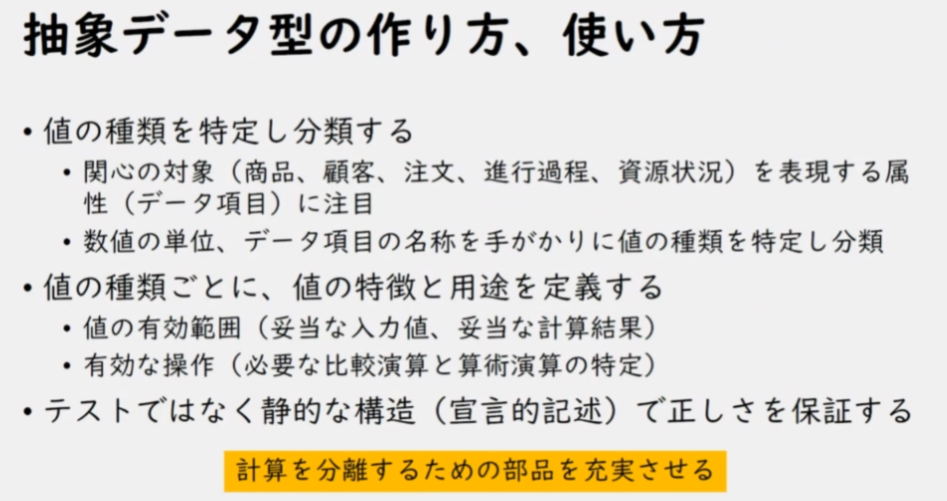 抽象データ型の作り方、使い方
• 値の種類を特定し分類する
• 関心の対象（商品、顧客、注文、進行過程、資源状況）を表現する属
性（データ項目）に注目
• 数値の単位、データ項目の名称を手がかりに値の種類を特定し分類
• 値の種類ごとに、値の特徴と用途を定義する
• 値の有効範囲（妥当な入力値、妥当な計算結果）
• 有効な操作（必要な比較演算と算術演算の特定）
• テストではなく静的な構造（宣言的記述）で正しさを保証する
計算を分離するための部品を充実させる